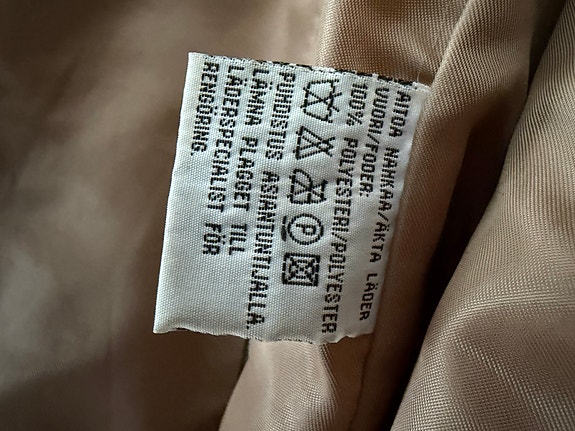 AITOA NAHKAA/ÄKTA LÄDER
VUORI/FODER:
100% POLYESTERI/POLYESTER
P
PUHDISTUS ASIANTUNTIJALLA.
LÄMNA PLAGGET TILL
LÄDERSPECIALIST FÖR
RENGÖRING.